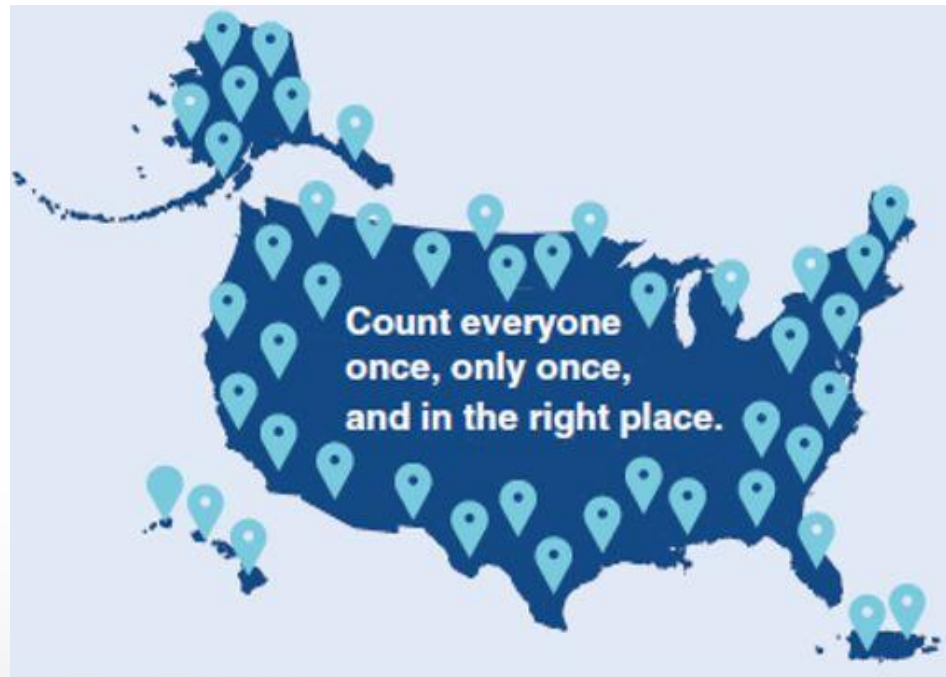 Count everyone
once, only once,
and in the right place.